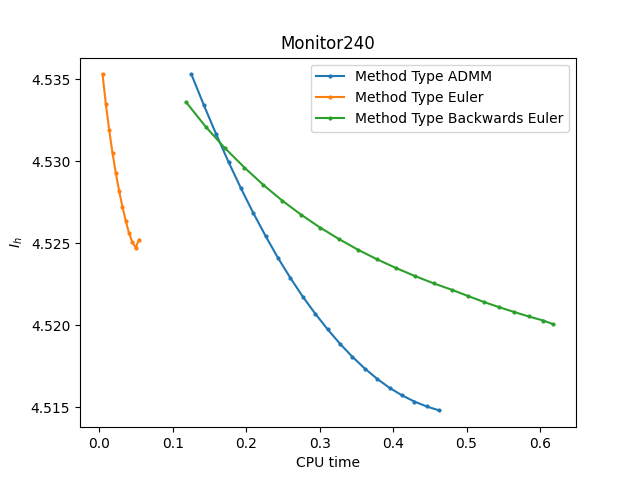 Monitor240
Method Type ADMM
Method Type Euler
Method Type Backwards Euler
4.535
4.530
4.525
4.520
4.515
I_h
0.0 0.1 0.2 0.3 0.4 0.5 0.6
CPU time